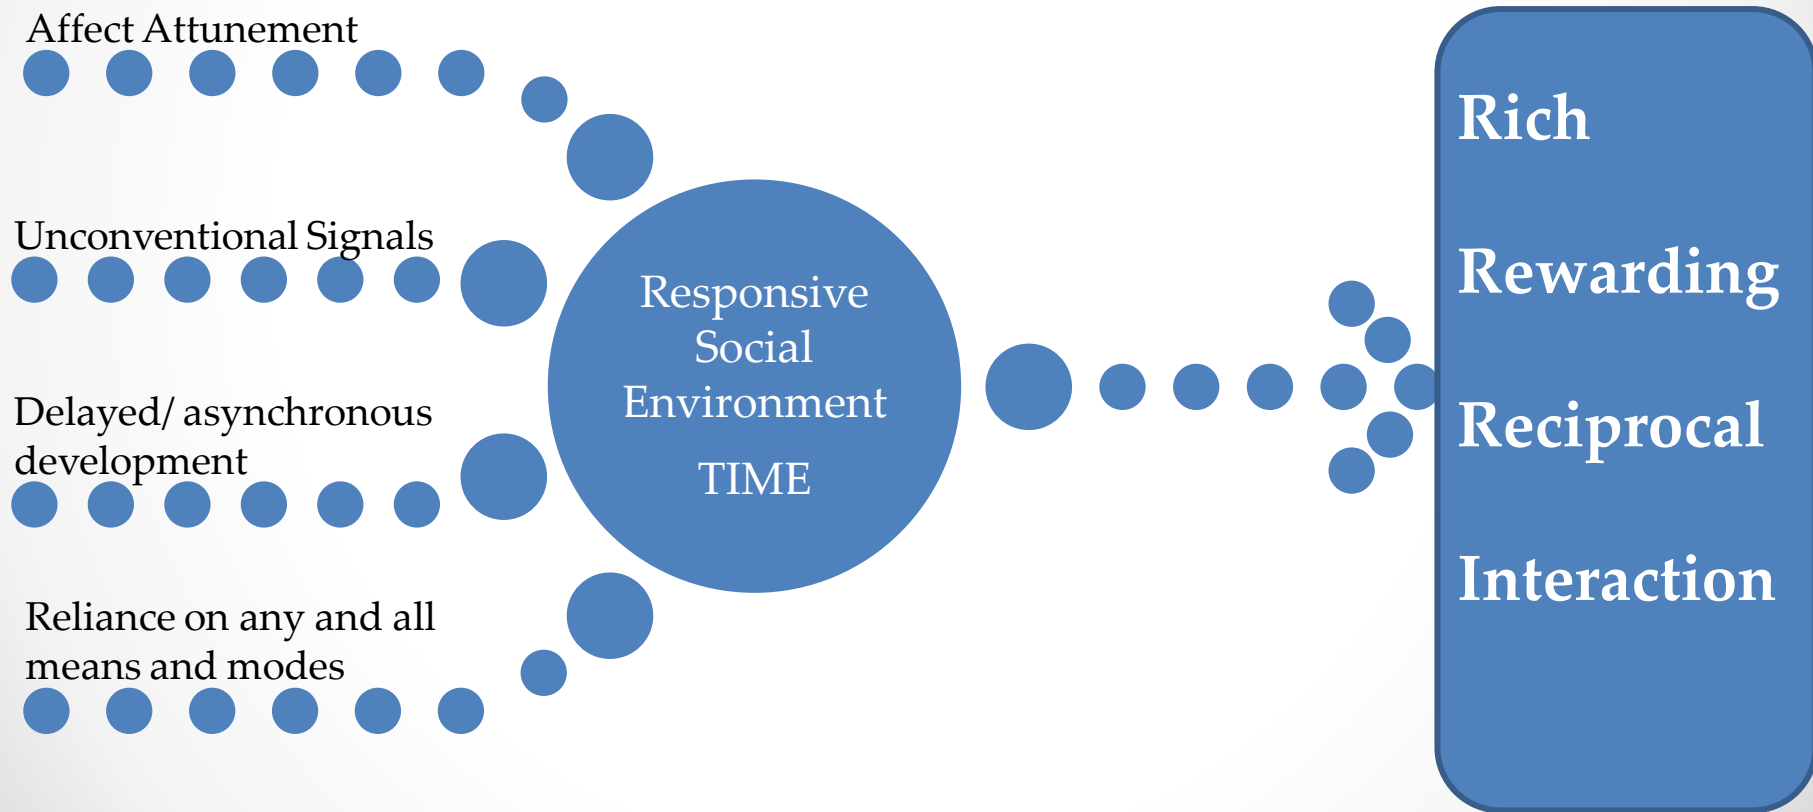 Affect Attunement
Unconventional Signals
Delayed/ asynchronous
development
Reliance on any and all
means and modes
Responsive
Social
Environment
TIME
Rich
Rewarding
Reciprocal
Interaction